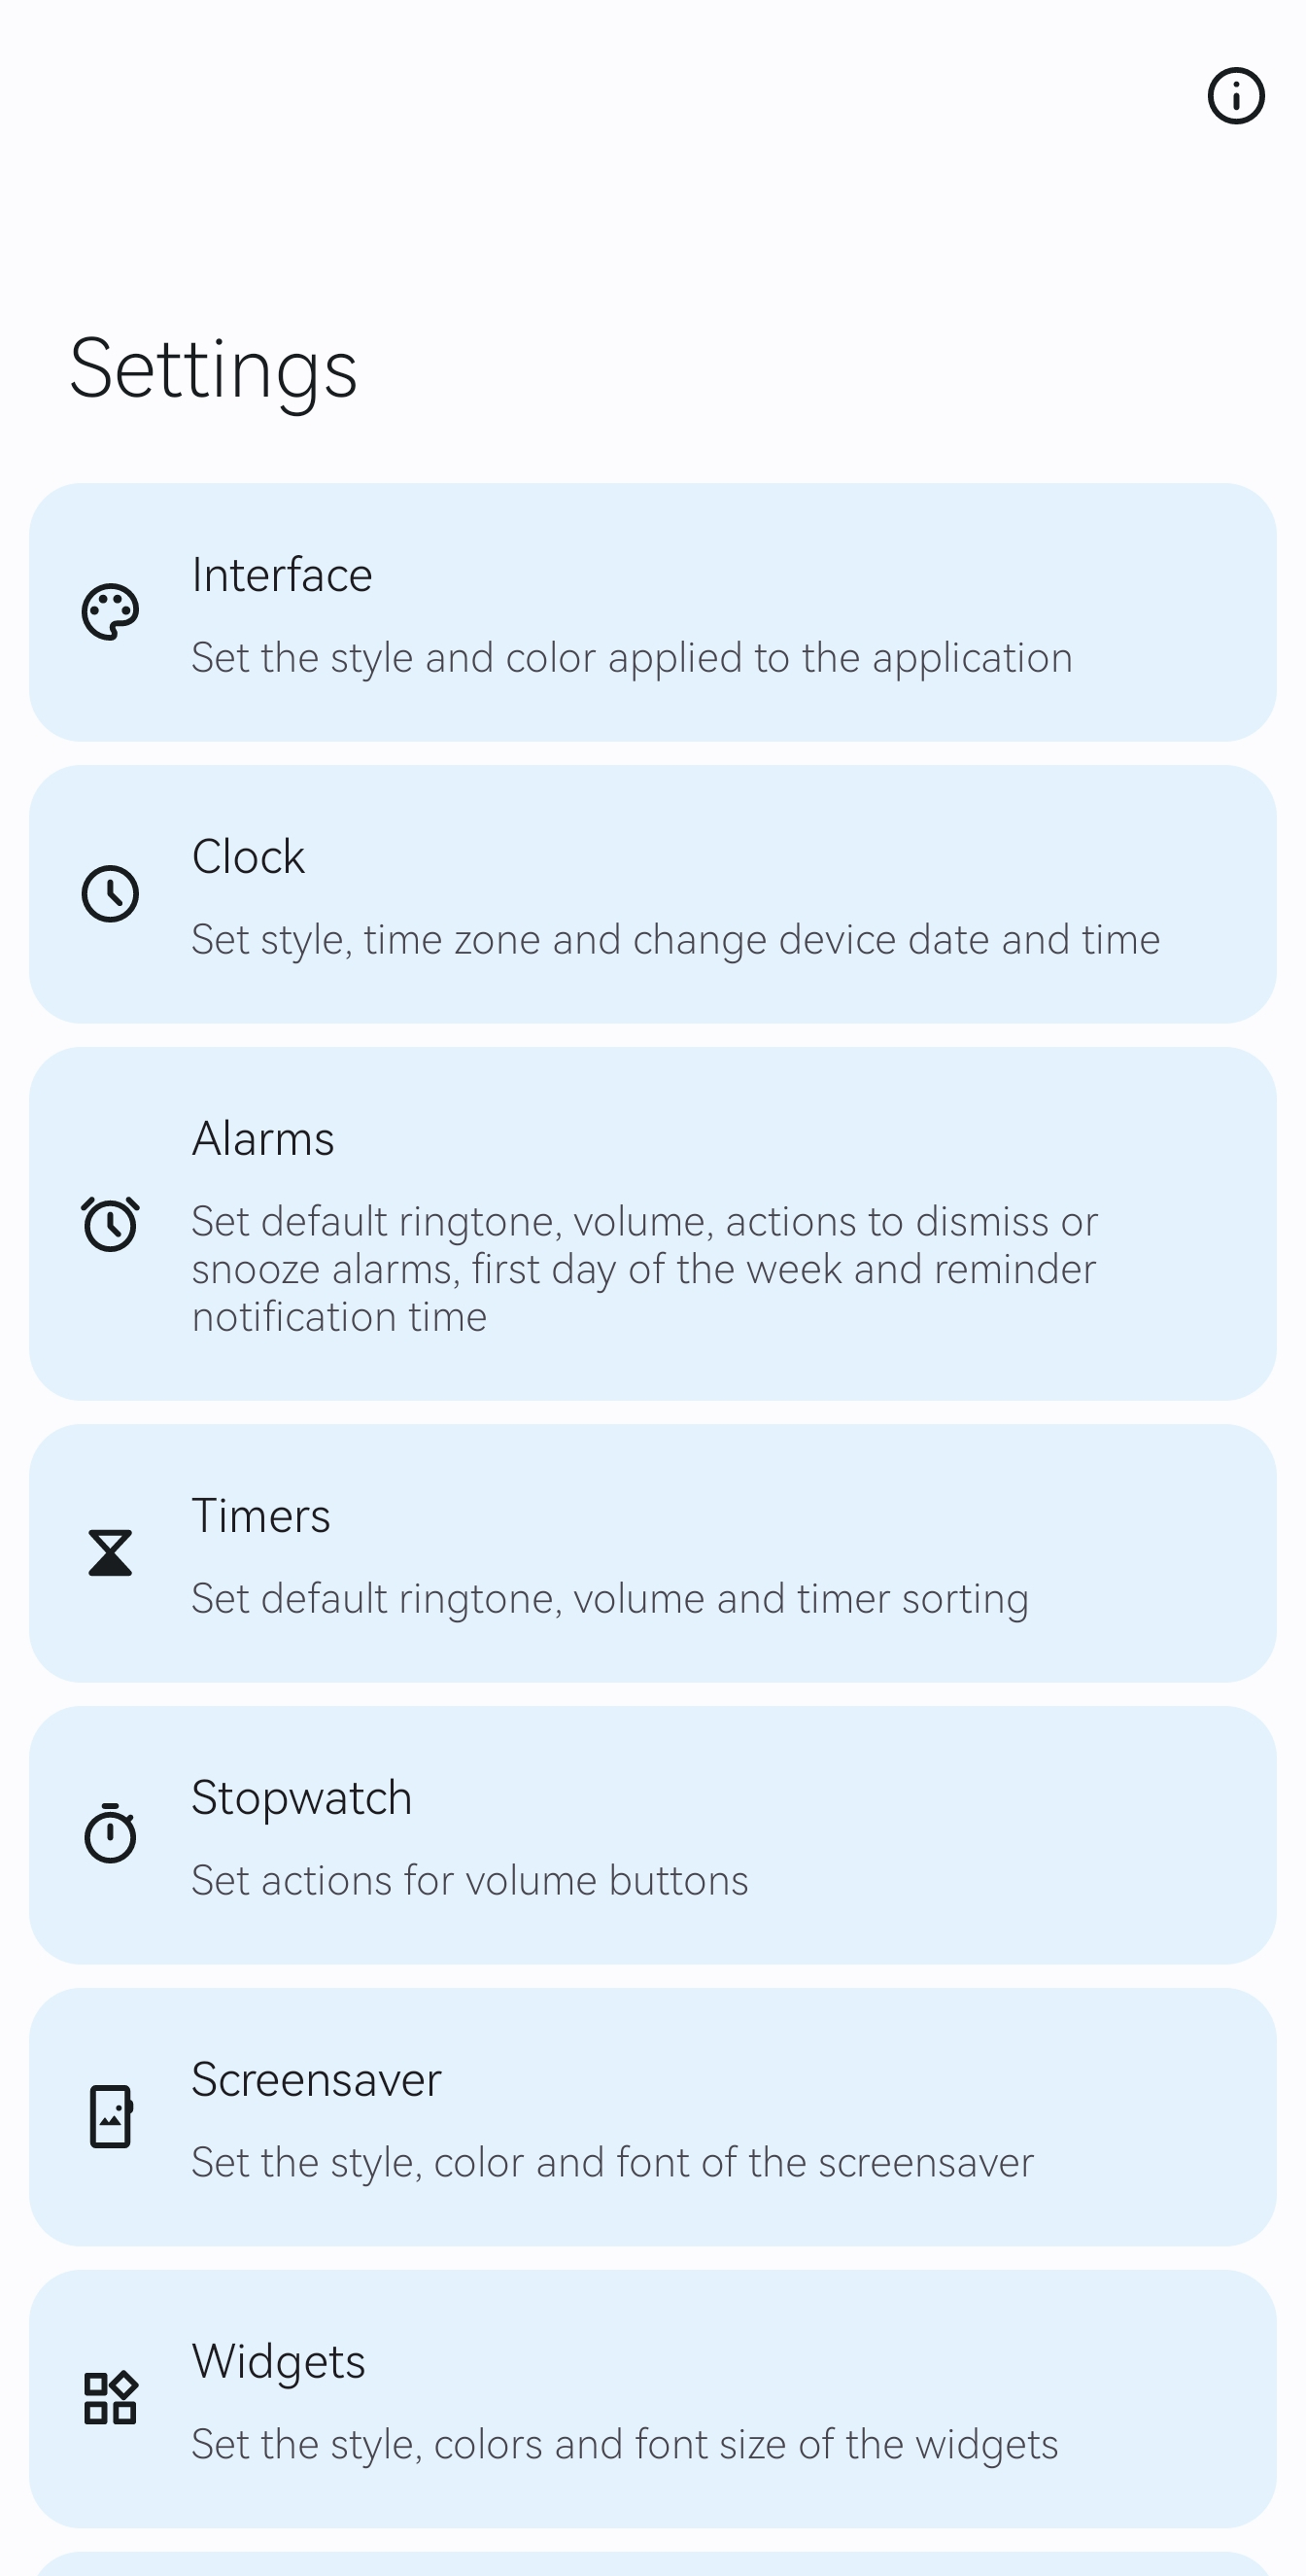 Settings
Interface
Set the style and color applied to the application
Clock
Set style, time zone and change device date and time
Alarms
Set default ringtone, volume, actions to dismiss or
snooze alarms, first day of the week and reminder
notification time
Timers
Set default ringtone, volume and timer sorting
Stopwatch
Set actions for volume buttons
Screensaver
Set the style, color and font of the screensaver
Widgets
Set the style, colors and font size of the widgets